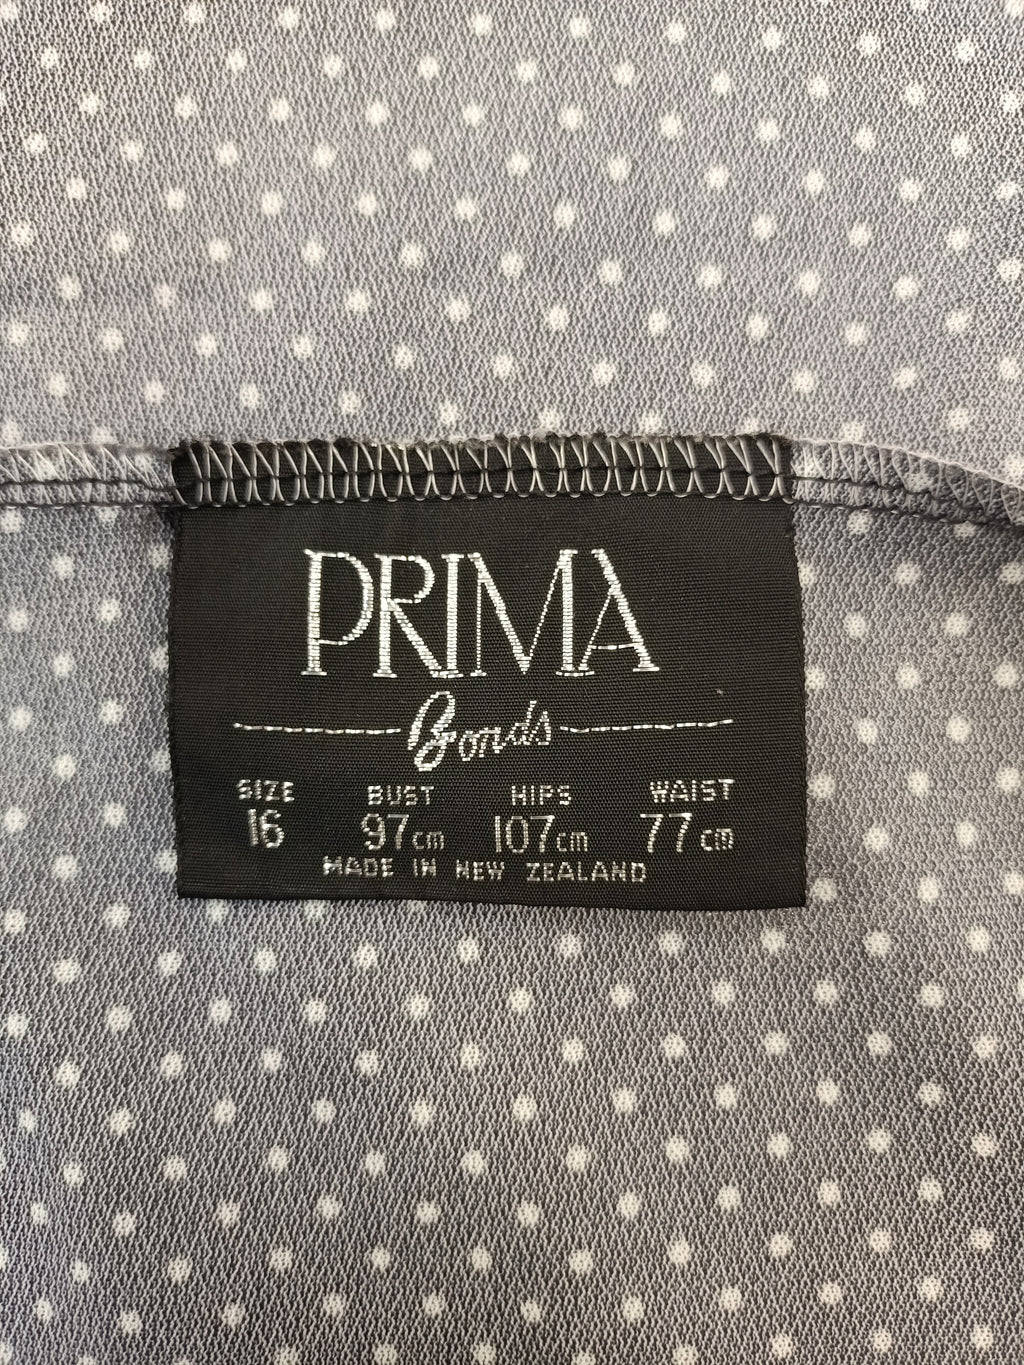 PRIMA
Bonds
SIZE BUST HIPS WAIST
16 97cm 107cm 77cm
MADE IN NEW ZEALAND